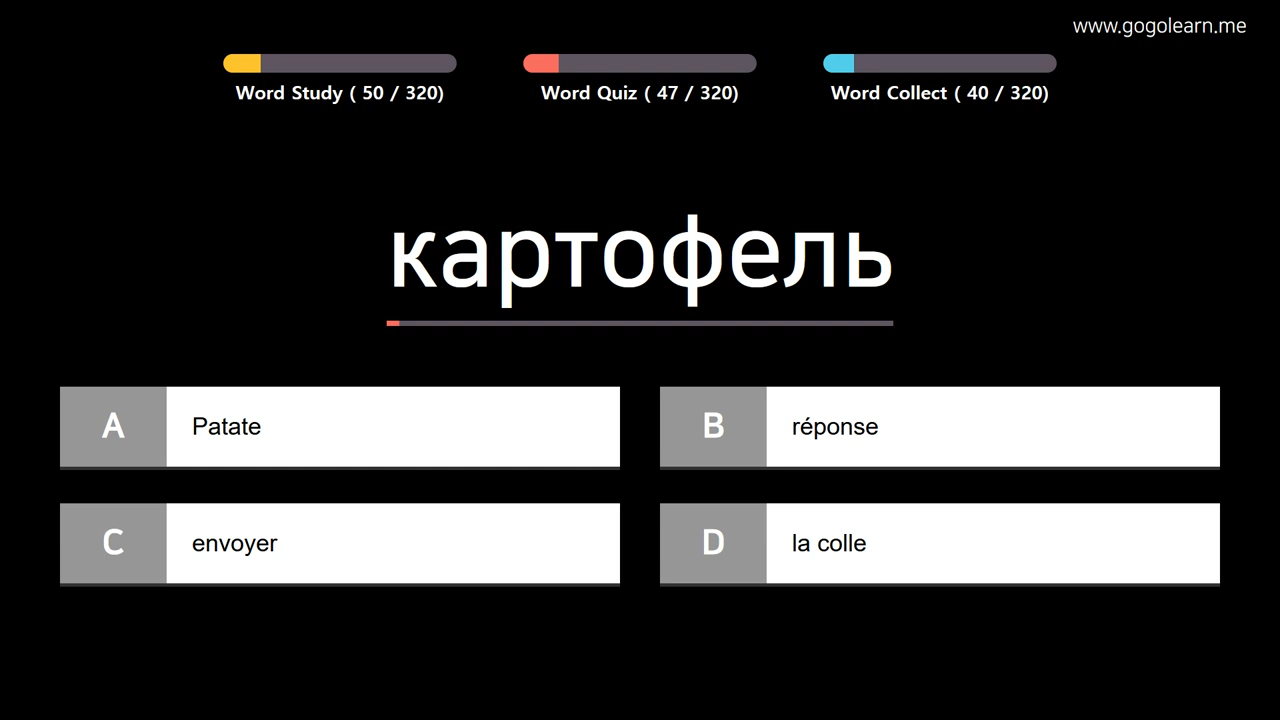 www.gogolearn.me
Word Study ( 50 / 320)
Word Quiz ( 47 / 320)
Word Collect ( 40 / 320)
картофель
A Patate
B réponse
C envoyer
D la colle